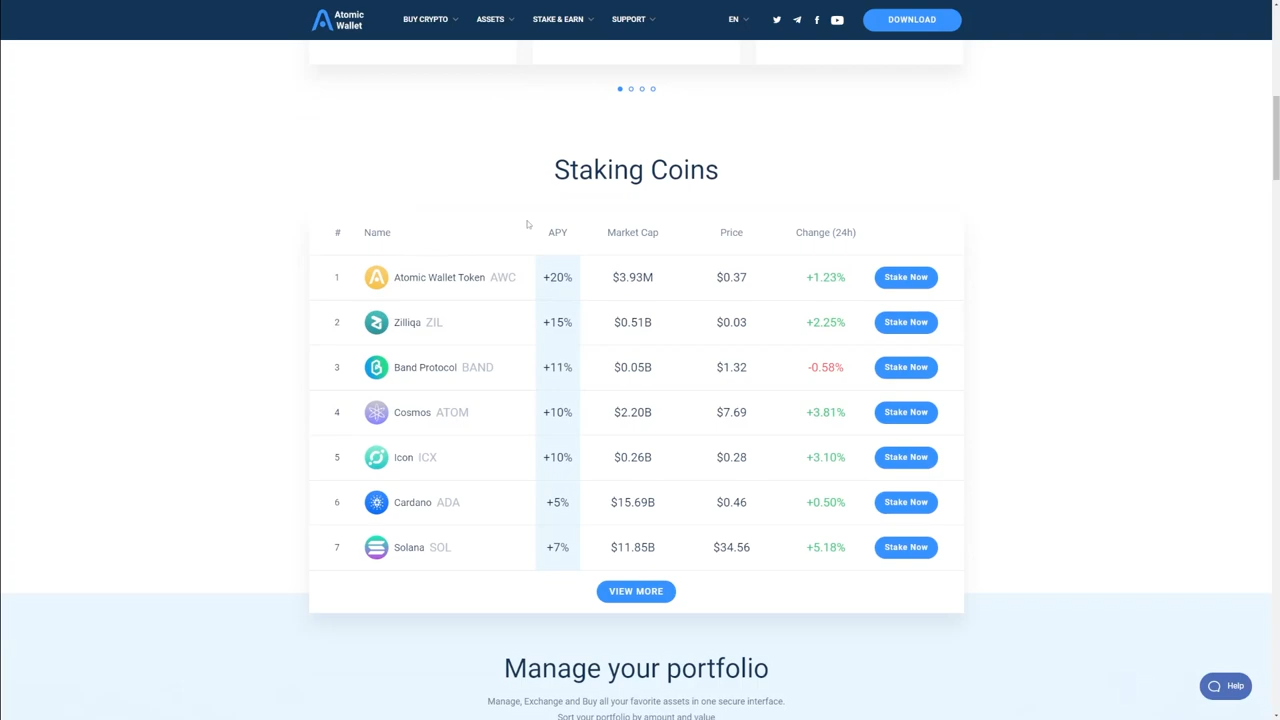 Atomic Wallet BUY CRYPTO ASSETS STAKE & EARN SUPPORT EN DOWNLOAD
Staking Coins
# Name APY Market Cap Price Change (24h)
1 Atomic Wallet Token AWC +20% $3.93M $0.37 +1.23% Stake Now
2 Zilliqa ZIL +15% $0.51B $0.03 +2.25% Stake Now
3 Band Protocol BAND +11% $0.05B $1.32 -0.58% Stake Now
4 Cosmos ATOM +10% $2.20B $7.69 +3.81% Stake Now
5 Icon ICX +10% $0.26B $0.28 +3.10% Stake Now
6 Cardano ADA +5% $15.69B $0.46 +0.50% Stake Now
7 Solana SOL +7% $11.85B $34.56 +5.18% Stake Now
VIEW MORE
Manage your portfolio
Help
Manage, Exchange and Buy all your favorite assets in one secure interface.
Sort your portfolio by amount and value